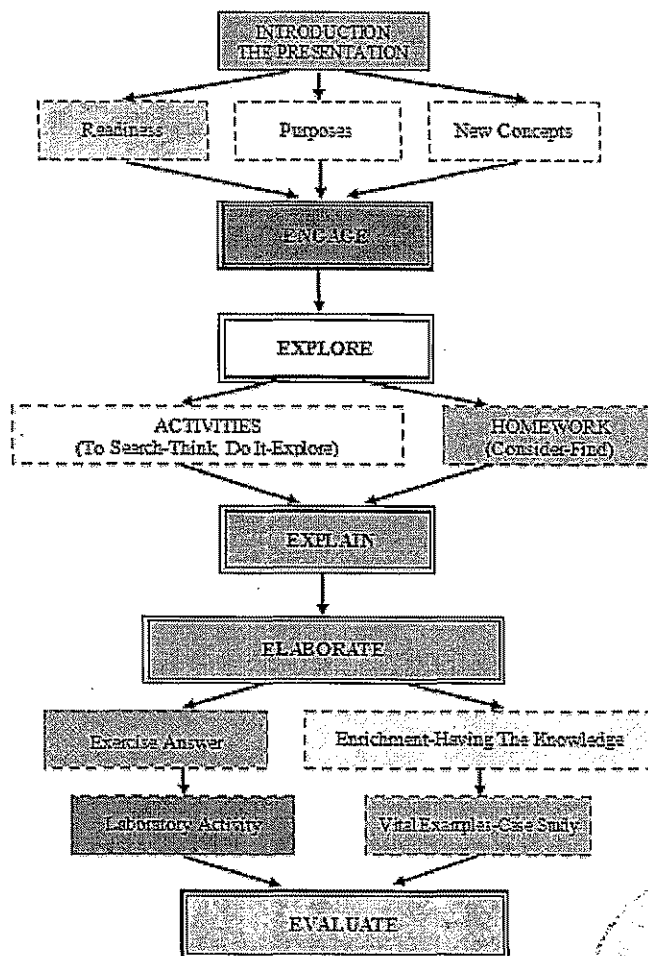 INTRODUCTION
THE PRESENTATION
Readiness
Purposes
New Concepts
ENGAGE
EXPLORE
ACTIVITIES
(To Search-Think, Do It-Explore)
HOMEWORK
(Consider-Find)
EXPLAIN
ELABORATE
Exercise Answer
Enrichment-Having The Knowledge
Laboratory Activity
Vital Examples-Case Study
EVALUATE